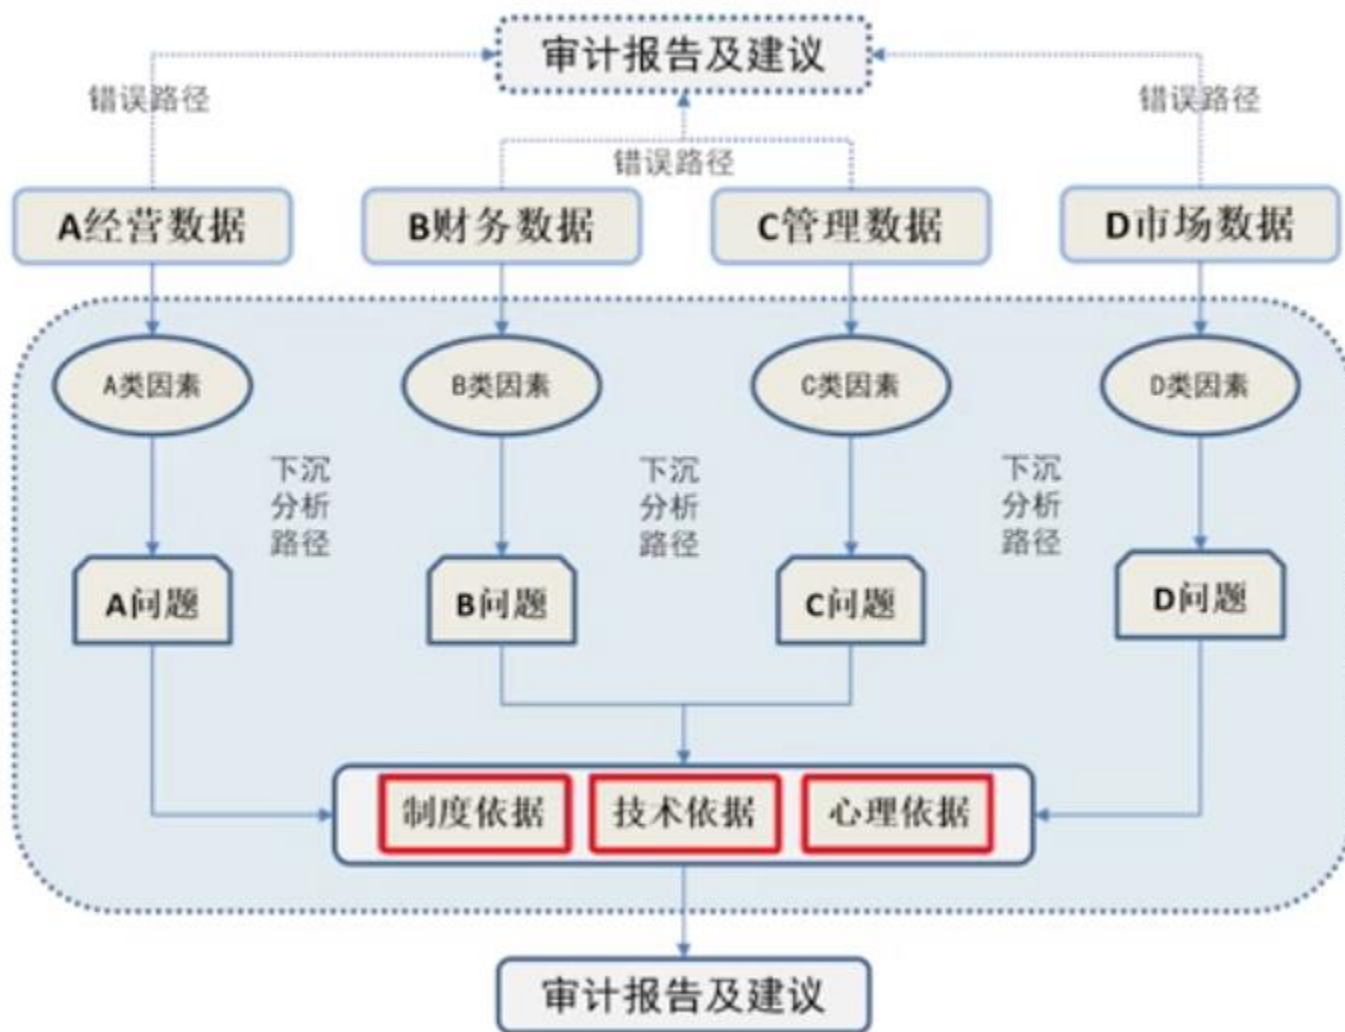 审计报告及建议
错误路径
错误路径
错误路径
A经营数据
B财务数据
C管理数据
D市场数据
A类因素
B类因素
C类因素
D类因素
下沉
分析
路径
下沉
分析
路径
下沉
分析
路径
A问题
B问题
C问题
D问题
制度依据
技术依据
心理依据
审计报告及建议